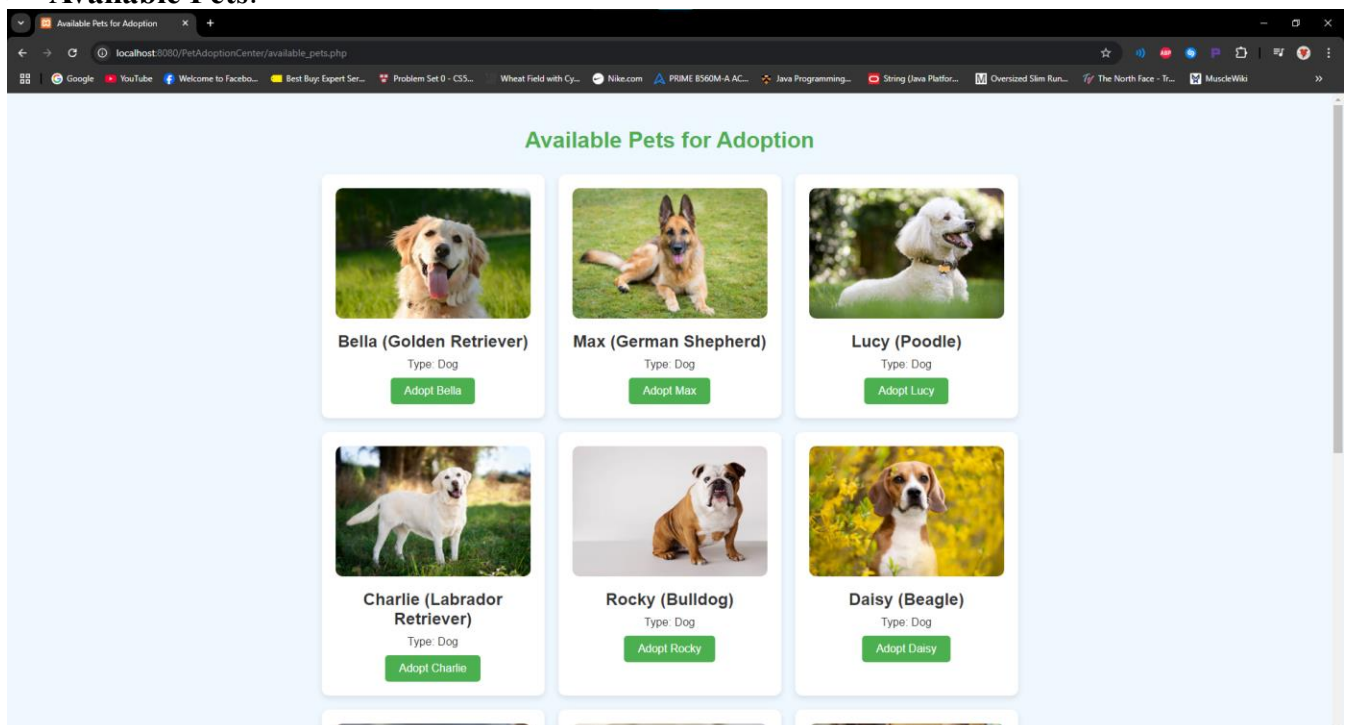 Available Pets:
Available Pets for Adoption
localhost:8080/PetAdoptionCenter/available_pets.php
Google YouTube Welcome to Facebo... Best Buy: Expert Ser... Problem Set 0 - CS5... Wheat Field with Cy... Nike.com PRIME B560M-A AC... Java Programming... String (Java Platfor... Oversized Slim Run... The North Face - Tr... MuscleWiki
Available Pets for Adoption
Bella (Golden Retriever) Max (German Shepherd) Lucy (Poodle)
Type: Dog Type: Dog Type: Dog
Adopt Bella Adopt Max Adopt Lucy
Charlie (Labrador Rocky (Bulldog) Daisy (Beagle)
Retriever) Type: Dog Type: Dog
Type: Dog Adopt Rocky Adopt Daisy
Adopt Charlie